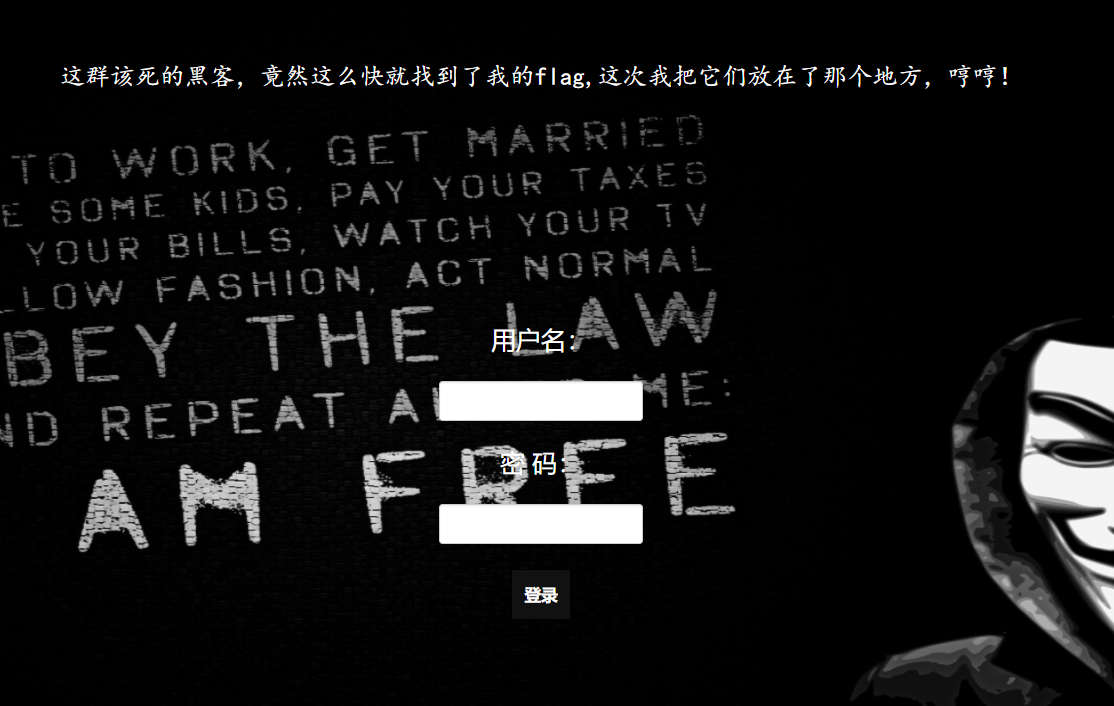 这群该死的黑客，竟然这么快就找到了我的flag,这次我把它们放在了那个地方，哼哼！
TO WORK, GET MARRIED
E SOME KIDS, PAY YOUR TAXES
YOUR BILLS, WATCH YOUR TV
LLOW FASHION, ACT NORMAL
BEY THE LAW
用户名：
ND REPEAT A ME:
密 码：
AM FREE
登录